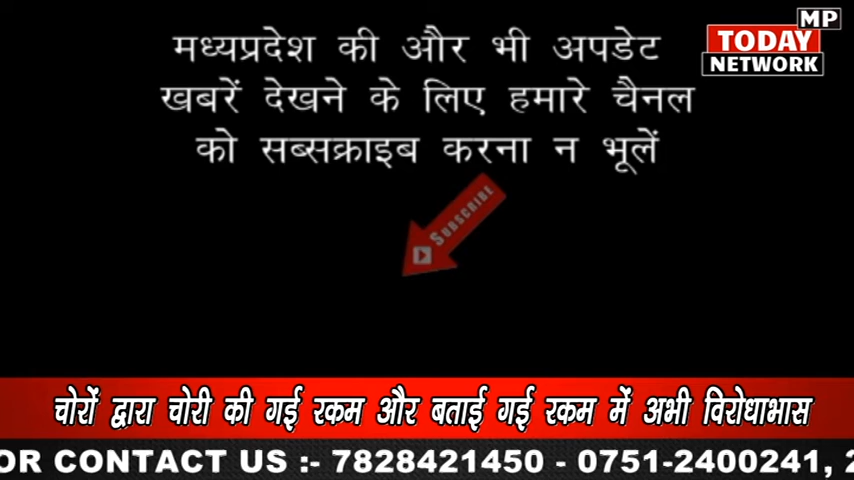 MP
TODAY
NETWORK
मध्यप्रदेश की और भी अपडेट
खबरें देखने के लिए हमारे चैनल
को सब्सक्राइब करना न भूलें
SUBSCRIBE
चोरों द्वारा चोरी की गई रकम और बताई गई रकम में अभी विरोधाभास
OR CONTACT US :- 7828421450 - 0751-2400241, 2